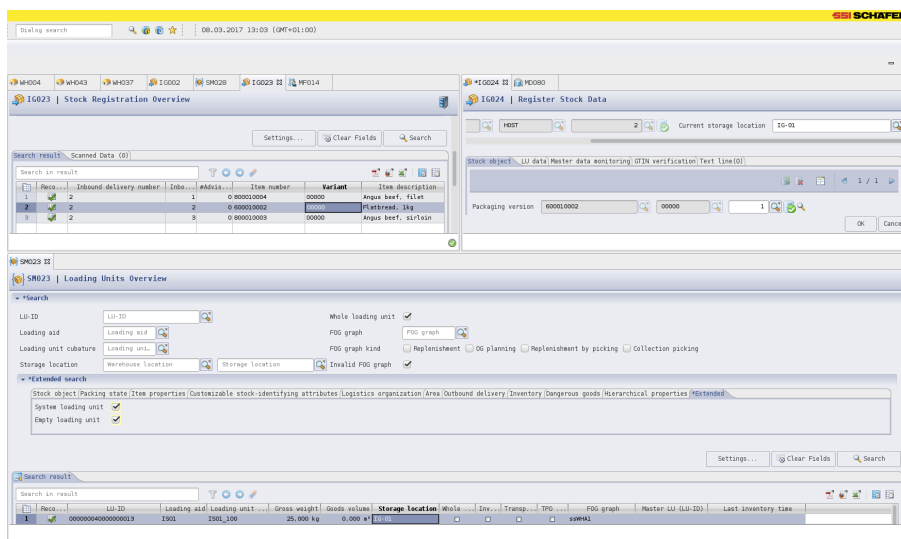 SSI SCHAEFER
Dialog search
08.03.2017 13:03 (GMT+01:00)
WH004 WH043 WH037 IG002 SM028 IG023 MF014
*IG024 MD080
IG023 | Stock Registration Overview
IG024 | Register Stock Data
HOST 2 Current storage location IG-01
Settings... Clear Fields Search
Search result Scanned Data (0)
Stock object LU data Master data monitoring GTIN verification Text line(0)
Search in result
1 / 1
Reco... Inbound delivery number Inbo... #Advis... Item number Variant Item description
1 2 1 0 800010004 00000 Angus beef, filet
2 2 2 0 600010002 00000 Flatbread, 1kg
3 2 3 0 800010003 00000 Angus beef, sirloin
Packaging version 600010002 00000 1
OK Cance
SM023
SM023 | Loading Units Overview
*Search
LU-ID LU-ID Whole loading unit
Loading aid Loading aid FOG graph FOG graph
Loading unit cubature Loading uni… FOG graph kind Replenishment OG planning Replenishment by picking Collection picking
Storage location Warehouse location Storage location Invalid FOG graph
*Extended search
Stock object Packing state Item properties Customizable stock-identifying attributes Logistics organization Area Outbound delivery Inventory Dangerous goods Hierarchical properties *Extended
System loading unit
Empty loading unit
Settings... Clear Fields Search
Search result
Search in result
Reco... LU-ID Loading aid Loading unit ... Gross weight Goods volume Storage location Whole ... Inv... Transp... TPO ... FOG graph Master LU (LU-ID) Last inventory time
1 IS01 IS01_100 25.000 kg 0.000 m³ IG-01 ssWHA1